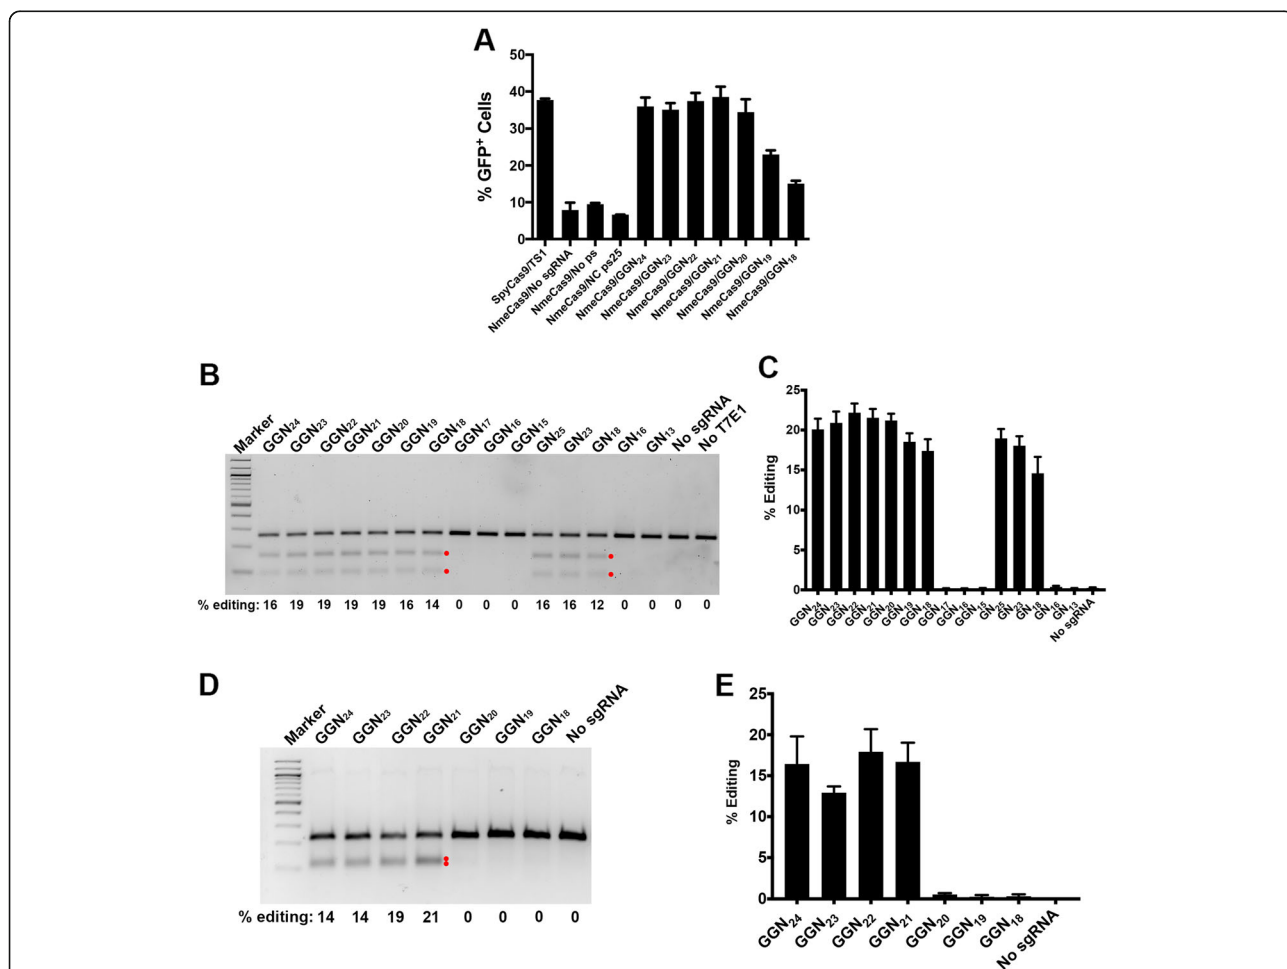 A
50
40
30
20
10
0
% GFP⁺ Cells
SpyCas9/TS1
NmeCas9/No sgRNA
NmeCas9/No ps
NmeCas9/NC ps25
NmeCas9/GGN₂₄
NmeCas9/GGN₂₃
NmeCas9/GGN₂₂
NmeCas9/GGN₂₁
NmeCas9/GGN₂₀
NmeCas9/GGN₁₉
NmeCas9/GGN₁₈
B
Marker
GGN₂₄
GGN₂₃
GGN₂₂
GGN₂₁
GGN₂₀
GGN₁₉
GGN₁₈
GGN₁₇
GGN₁₆
GGN₁₅
GN₂₅
GN₂₃
GN₁₈
GN₁₆
GN₁₃
No sgRNA
No T7E1
% editing: 16 19 19 19 19 16 14 0 0 0 16 16 12 0 0 0 0
C
25
20
15
10
5
0
% Editing
GGN₂₄
GGN₂₃
GGN₂₂
GGN₂₁
GGN₂₀
GGN₁₉
GGN₁₈
GGN₁₇
GGN₁₆
GGN₁₅
GN₂₅
GN₂₃
GN₁₈
GN₁₆
GN₁₃
No sgRNA
D
Marker
GGN₂₄
GGN₂₃
GGN₂₂
GGN₂₁
GGN₂₀
GGN₁₉
GGN₁₈
No sgRNA
% editing: 14 14 19 21 0 0 0 0
E
25
20
15
10
5
0
% Editing
GGN₂₄
GGN₂₃
GGN₂₂
GGN₂₁
GGN₂₀
GGN₁₉
GGN₁₈
No sgRNA